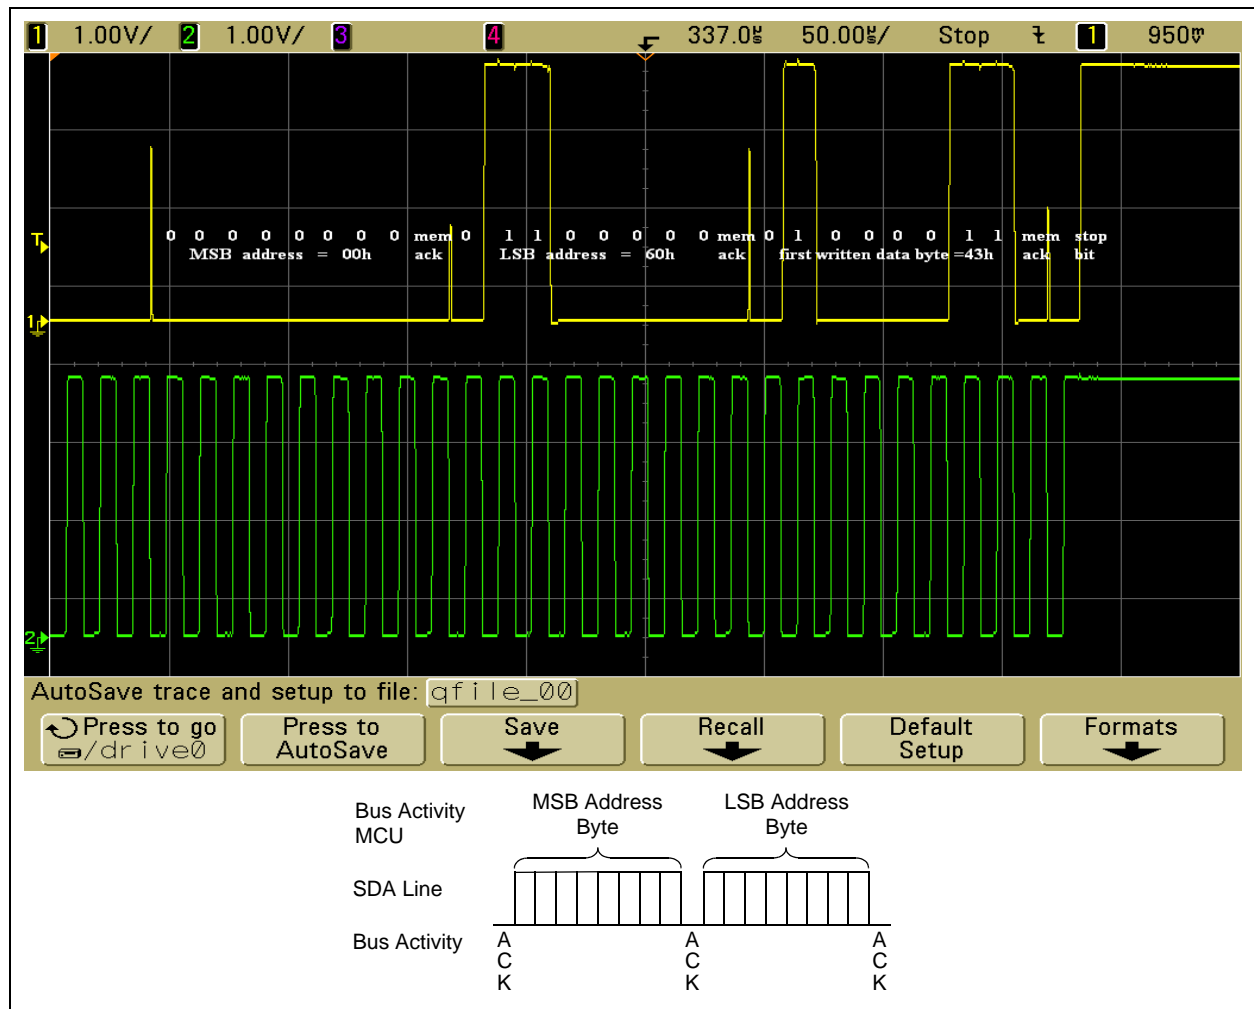 1 1.00V/ 2 1.00V/ 3 4 337.0µs 50.00µs/ Stop 1 950mV
T
0 0 0 0 0 0 0 0 mem 0 1 1 0 0 0 0 0 mem 0 1 0 0 0 0 1 1 mem stop
MSB address = 00h ack LSB address = 60h ack first written data byte =43h ack bit
1
2
AutoSave trace and setup to file: qfile_00
Press to go Press to Save Recall Default Formats
/drive0 AutoSave Setup
MSB Address LSB Address
Bus Activity Byte Byte
MCU
SDA Line
Bus Activity A A A
C C C
K K K